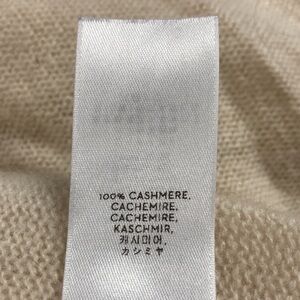 100% CASHMERE,
CACHEMIRE,
CACHEMIRE,
KASCHMIR,
캐시미어,
カシミヤ